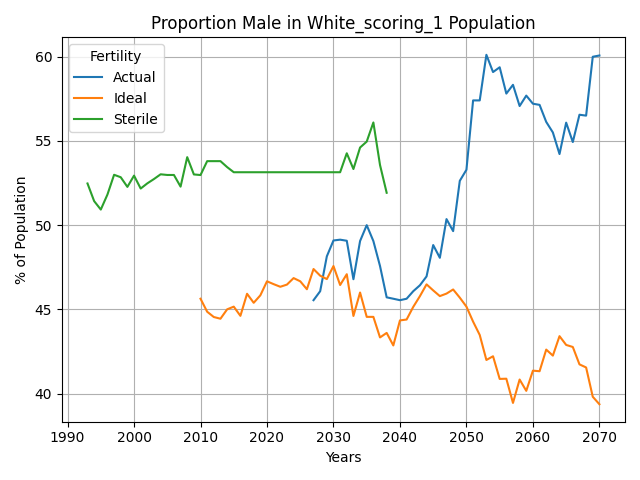 Proportion Male in White_scoring_1 Population
Fertility
Actual
Ideal
Sterile
% of Population
60
55
50
45
40
1990
2000
2010
2020
2030
2040
2050
2060
2070
Years